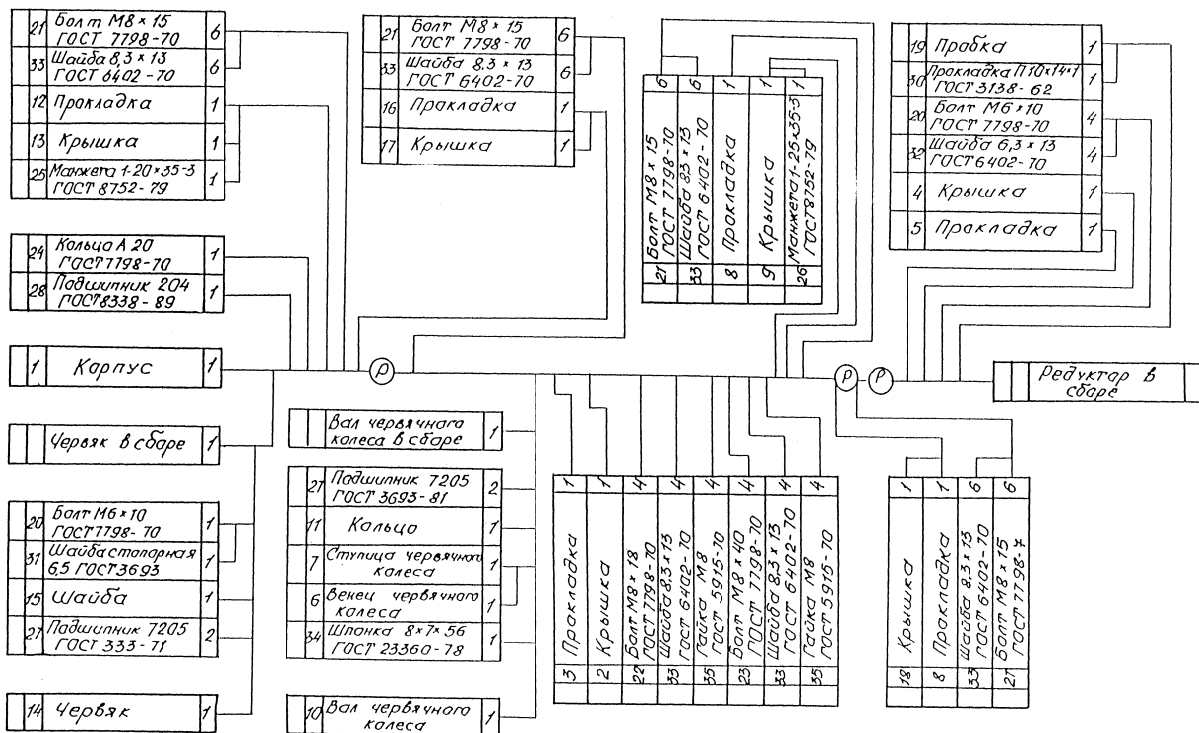 21 Болт М8 × 15 6
ГОСТ 7798-70
33 Шайба 8,3 × 13 6
ГОСТ 6402-70
12 Прокладка 1
13 Крышка 1
25 Манжета 1-20×35-3 1
ГОСТ 8752-79
24 Кольцо А 20 1
ГОСТ 7798-70
28 Подшипник 204 1
ГОСТ 8338-89
1 Корпус 1
Червяк в сборе 1
20 Болт М6 × 10 1
ГОСТ 7798-70
31 Шайба стопорная 1
6,5 ГОСТ 3693
15 Шайба 1
27 Подшипник 7205 2
ГОСТ 333-71
14 Червяк 1
21 Болт М8 × 15 6
ГОСТ 7798-70
33 Шайба 8.3 × 13 6
ГОСТ 6402-70
16 Прокладка 1
17 Крышка 1
Р
Вал червячного 1
колеса в сборе
27 Подшипник 7205 2
ГОСТ 3693-81
11 Кольцо 1
7 Ступица червячного 1
колеса
6 Венец червячного 1
колеса
34 Шпонка 8×7×56 1
ГОСТ 23360-78
10 Вал червячного 1
колеса
21 Болт М8 × 15 6
ГОСТ 7798-70
33 Шайба 83 × 13 6
ГОСТ 6402-70
8 Прокладка 1
9 Крышка 1
26 Манжета 1-25×35-3 1
ГОСТ 8752-79
3 Прокладка 1
2 Крышка 1
22 Болт М8 × 18 4
ГОСТ 7798-70
33 Шайба 8.3 × 13 4
ГОСТ 6402-70
35 Гайка М8 4
ГОСТ 5915-70
23 Болт М8 × 40 4
ГОСТ 7798-70
33 Шайба 8,3 × 13 4
ГОСТ 6402-70
35 Гайка М8 4
ГОСТ 5915-70
Р Р
19 Пробка 1
30 Прокладка П 10×14×1 1
ГОСТ 3138-62
20 Болт М6 × 10 4
ГОСТ 7798-70
32 Шайба 6,3 × 13 4
ГОСТ 6402-70
4 Крышка 1
5 Прокладка 1
Редуктор в
сборе
18 Крышка 1
8 Прокладка 1
33 Шайба 8.3 × 13 6
ГОСТ 6402-70
21 Болт М8 × 15 6
ГОСТ 7798-7